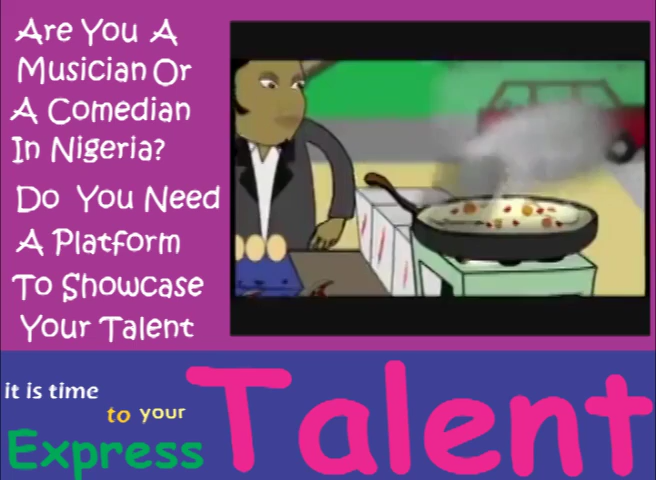 Are You A
Musician Or
A Comedian
In Nigeria?
Do You Need
A Platform
To Showcase
Your Talent
it is time
to your
Express Talent